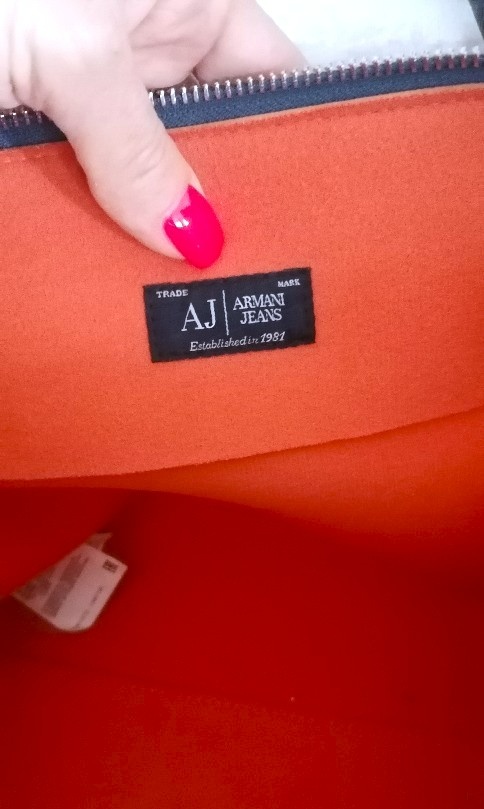 TRADE MARK
AJ ARMANI
JEANS
Established in 1981